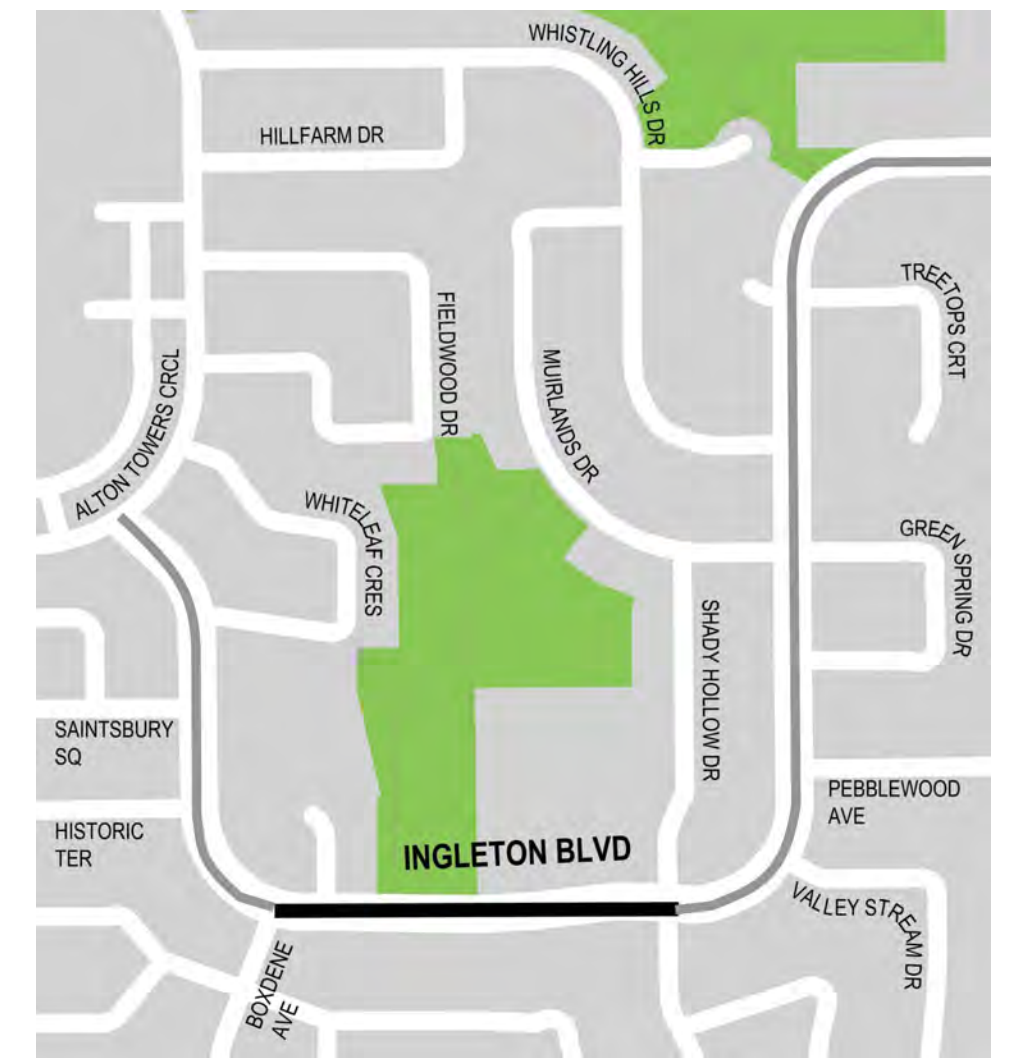 WHISTLING HILLS DR
HILLFARM DR
TREETOPS CRT
FIELDWOOD DR
MUIRLANDS DR
ALTON TOWERS CRCL
WHITELEAF CRES
GREEN SPRING DR
SHADY HOLLOW DR
SAINTSBURY
SQ
PEBBLEWOOD
AVE
HISTORIC
TER
INGLETON BLVD
VALLEY STREAM DR
BOXDENE
AVE